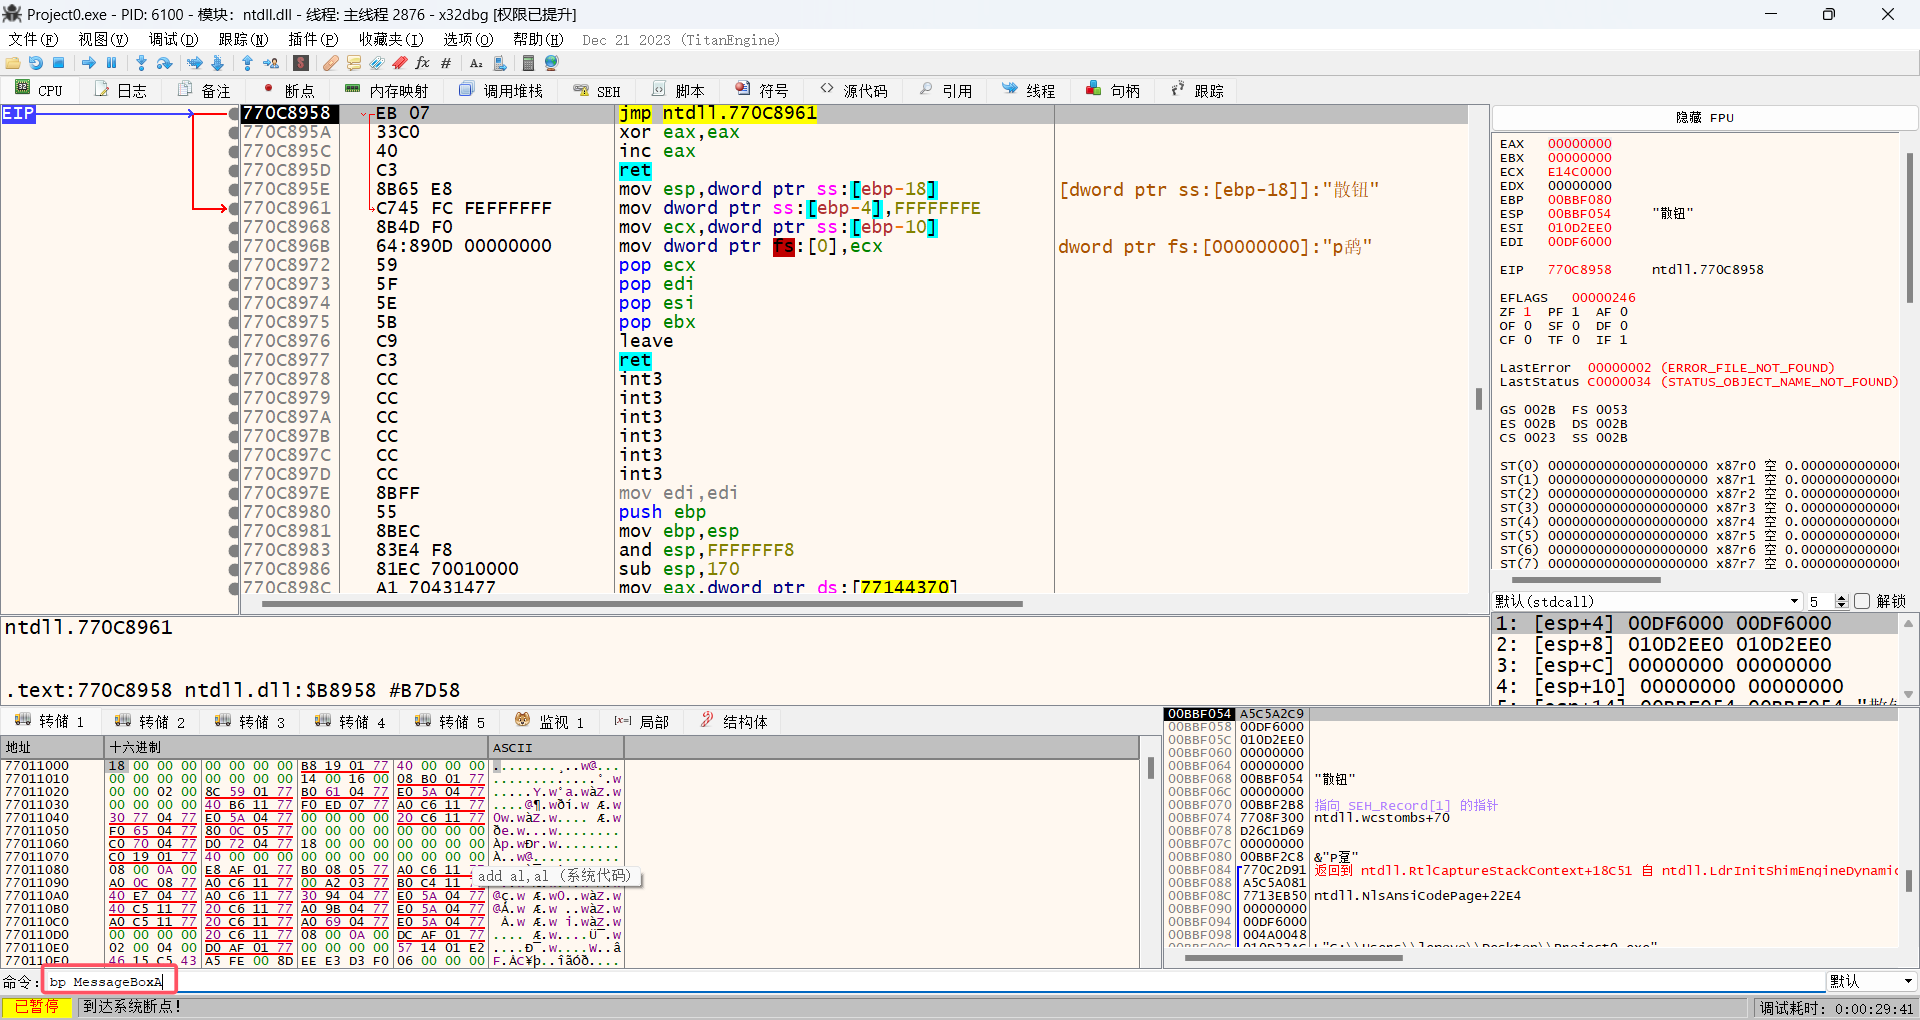 Project0.exe - PID: 6100 - 模块: ntdll.dll - 线程: 主线程 2876 - x32dbg [权限已提升]
文件(F) 视图(V) 调试(D) 跟踪(N) 插件(P) 收藏夹(I) 选项(O) 帮助(H) Dec 21 2023 (TitanEngine)
CPU 日志 备注 断点 内存映射 调用堆栈 SEH 脚本 符号 源代码 引用 线程 句柄 跟踪
EIP
770C8958 EB 07 jmp ntdll.770C8961
770C895A 33C0 xor eax,eax
770C895C 40 inc eax
770C895D C3 ret
770C895E 8B65 E8 mov esp,dword ptr ss:[ebp-18] [dword ptr ss:[ebp-18]]:"散钮"
770C8961 C745 FC FEFFFFFF mov dword ptr ss:[ebp-4],FFFFFFFE
770C8968 8B4D F0 mov ecx,dword ptr ss:[ebp-10]
770C896B 64:890D 00000000 mov dword ptr fs:[0],ecx dword ptr fs:[00000000]:"p鸹"
770C8972 59 pop ecx
770C8973 5F pop edi
770C8974 5E pop esi
770C8975 5B pop ebx
770C8976 C9 leave
770C8977 C3 ret
770C8978 CC int3
770C8979 CC int3
770C897A CC int3
770C897B CC int3
770C897C CC int3
770C897D CC int3
770C897E 8BFF mov edi,edi
770C8980 55 push ebp
770C8981 8BEC mov ebp,esp
770C8983 83E4 F8 and esp,FFFFFFF8
770C8986 81EC 70010000 sub esp,170
770C898C A1 70431477 mov eax,dword ptr ds:[77144370]
隐藏 FPU
EAX 00000000
EBX 00000000
ECX E14C0000
EDX 00000000
EBP 00BBF080
ESP 00BBF054 "散钮"
ESI 010D2EE0
EDI 00DF6000
EIP 770C8958 ntdll.770C8958
EFLAGS 00000246
ZF 1 PF 1 AF 0
OF 0 SF 0 DF 0
CF 0 TF 0 IF 1
LastError 00000002 (ERROR_FILE_NOT_FOUND)
LastStatus C0000034 (STATUS_OBJECT_NAME_NOT_FOUND)
GS 002B FS 0053
ES 002B DS 002B
CS 0023 SS 002B
ST(0) 00000000000000000000 x87r0 空 0.0000000000000
ST(1) 00000000000000000000 x87r1 空 0.0000000000000
ST(2) 00000000000000000000 x87r2 空 0.0000000000000
ST(3) 00000000000000000000 x87r3 空 0.0000000000000
ST(4) 00000000000000000000 x87r4 空 0.0000000000000
ST(5) 00000000000000000000 x87r5 空 0.0000000000000
ST(6) 00000000000000000000 x87r6 空 0.0000000000000
ST(7) 00000000000000000000 x87r7 空 0.0000000000000
默认(stdcall) 5 解锁
1: [esp+4] 00DF6000 00DF6000
2: [esp+8] 010D2EE0 010D2EE0
3: [esp+C] 00000000 00000000
4: [esp+10] 00000000 00000000
5: [esp+14] 00BBF054 00BBF054
ntdll.770C8961
.text:770C8958 ntdll.dll:$B8958 #B7D58
转储 1 转储 2 转储 3 转储 4 转储 5 监视 1 局部 结构体
地址 十六进制 ASCII
77011000 18 00 00 00 00 00 00 00 B8 19 01 77 40 00 00 00
77011010 00 00 00 00 00 00 00 00 14 00 16 00 08 B0 01 77
77011020 00 00 02 00 8C 59 01 77 B0 61 04 77 E0 5A 04 77
77011030 00 00 00 00 40 B6 11 77 F0 ED 07 77 A0 C6 11 77
77011040 30 77 04 77 E0 5A 04 77 00 00 00 00 20 C6 11 77
77011050 F0 65 04 77 80 0C 05 77 00 00 00 00 00 00 00 00
77011060 C0 70 04 77 D0 72 04 77 18 00 00 00 00 00 00 00
77011070 C0 19 01 77 40 00 00 00 00 00 00 00 00 00 00 00
77011080 08 00 0A 00 E8 AF 01 77 B0 08 05 77 A0 C6 11
77011090 A0 0C 08 77 A0 C6 11 77 00 A2 03 77 B0 C4 11 77
770110A0 40 E7 04 77 A0 C6 11 77 30 94 04 77 E0 5A 04 77
770110B0 40 C5 11 77 20 C6 11 77 A0 9B 04 77 E0 5A 04 77
770110C0 A0 C5 11 77 20 C6 11 77 A0 69 04 77 E0 5A 04 77
770110D0 00 00 00 00 20 C6 11 77 08 00 0A 00 DC AF 01 77
770110E0 02 00 04 00 D0 AF 01 77 00 00 00 00 57 14 01 E2
770110F0 46 15 C5 43 A5 FE 00 8D EE E3 D3 F0 06 00 00 00
add al,al (系统代码)
00BBF054 A5C5A2C9
00BBF058 00DF6000
00BBF05C 010D2EE0
00BBF060 00000000
00BBF064 00000000
00BBF068 00BBF054 "散钮"
00BBF06C 00000000
00BBF070 00BBF2B8 指向 SEH_Record[1] 的指针
00BBF074 7708F300 ntdll.wcstombs+70
00BBF078 D26C1D69
00BBF07C 00000000
00BBF080 00BBF2C8
00BBF084 770C2D91 返回到 ntdll.RtlCaptureStackContext+18C51 自 ntdll.LdrInitShimEngineDynamic
00BBF088 A5C5A081
00BBF08C 7713EB50 ntdll.NlsAnsiCodePage+22E4
00BBF090 00000000
00BBF094 00DF6000
00BBF098 004A0048
命令: bp MessageBoxA 默认
已暂停 到达系统断点! 调试耗时: 0:00:29:41